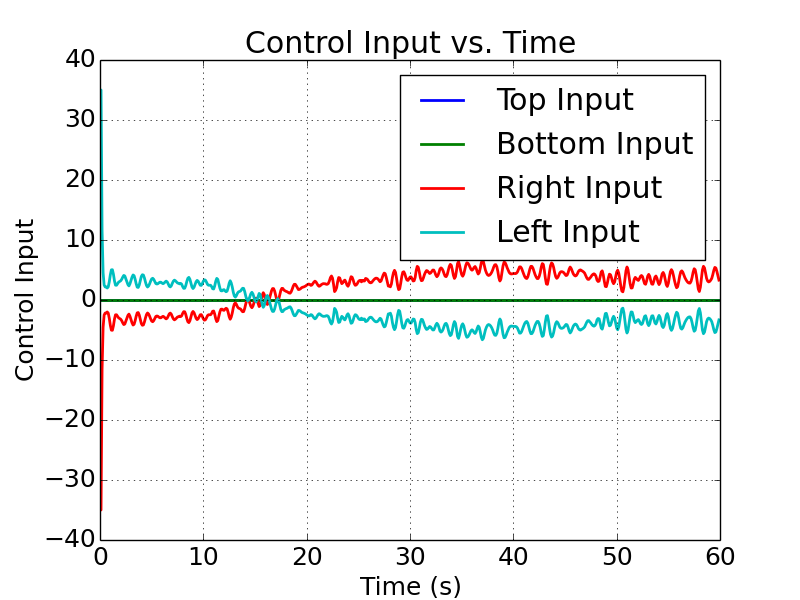 Control Input vs. Time
40
30
20
10
0
−10
−20
−30
−40
Control Input
Top Input
Bottom Input
Right Input
Left Input
0 10 20 30 40 50 60
Time (s)